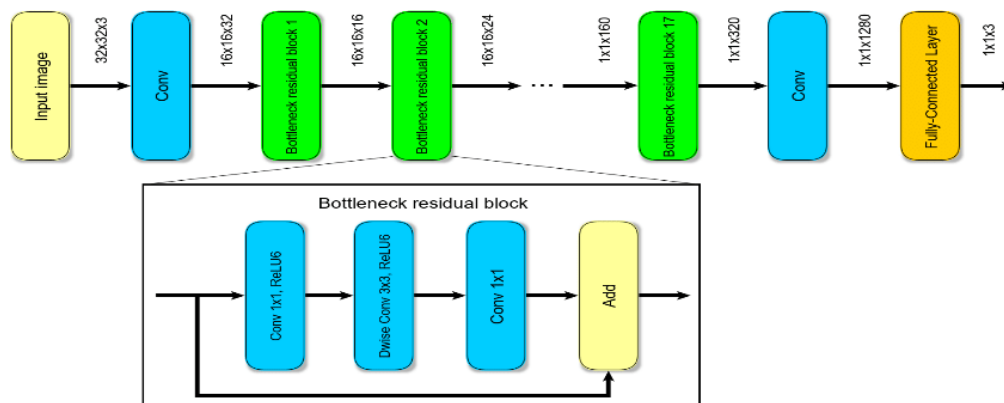 Input image
32x32x3
Conv
16x16x32
Bottleneck residual block 1
16x16x16
Bottleneck residual block 2
16x16x24
...
1x1x160
Bottleneck residual block 17
1x1x320
Conv
1x1x1280
Fully-Connected Layer
1x1x3
Bottleneck residual block
Conv 1x1, ReLU6
Dwise Conv 3x3, ReLU6
Conv 1x1
Add